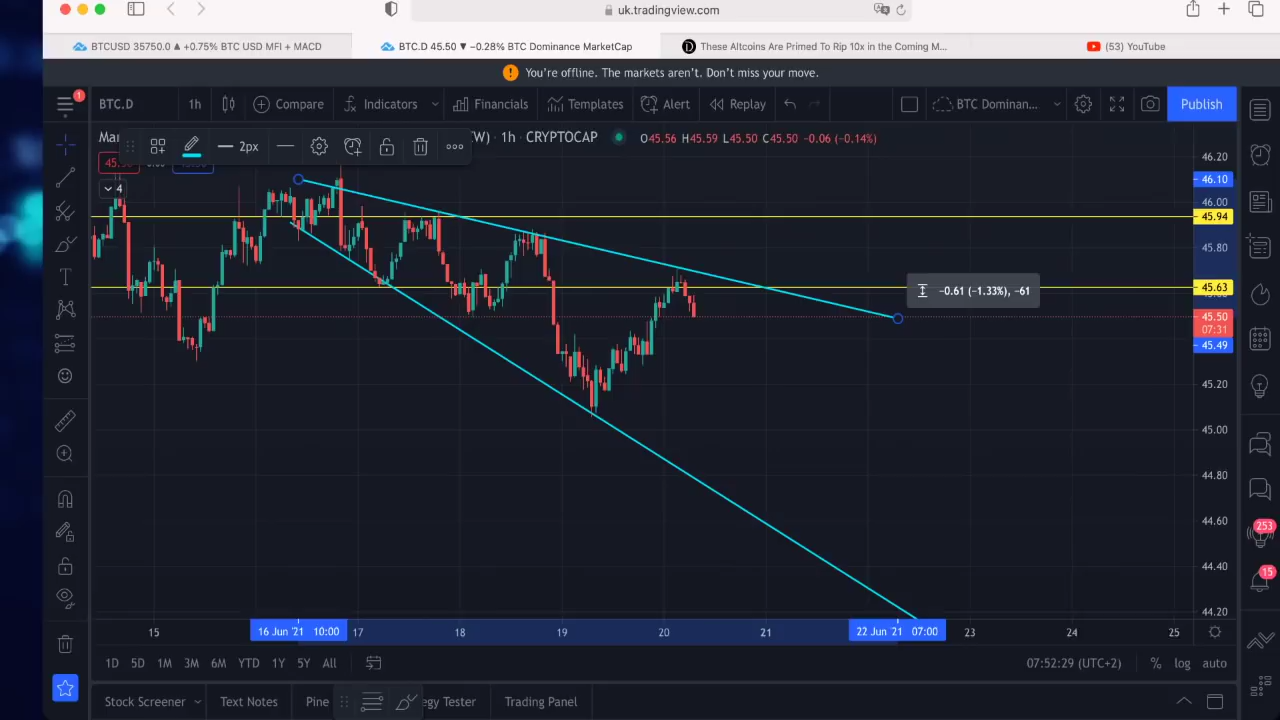 uk.tradingview.com
BTCUSD 35750.0 ▲ +0.75% BTC USD MFI + MACD
BTC.D 45.50 ▼ −0.28% BTC Dominance MarketCap
These Altcoins Are Primed To Rip 10x in the Coming M...
(53) YouTube
! You're offline. The markets aren't. Don't miss your move.
1
BTC.D
1h
Compare
Indicators
Financials
Templates
Alert
Replay
BTC Dominan...
Publish
Mar
2px
1h · CRYPTOCAP
O45.56 H45.59 L45.50 C45.50 −0.06 (−0.14%)
4
46.20
46.10
46.00
45.94
45.80
45.63
−0.61 (−1.33%), −61
45.50
07:31
45.49
45.20
45.00
44.80
44.60
44.40
44.20
253
15
15
16 Jun '21 10:00
17
18
19
20
21
22 Jun '21 07:00
23
24
25
1D 5D 1M 3M 6M YTD 1Y 5Y All
07:52:29 (UTC+2)
% log auto
Stock Screener
Text Notes
Pine
egy Tester
Trading Panel